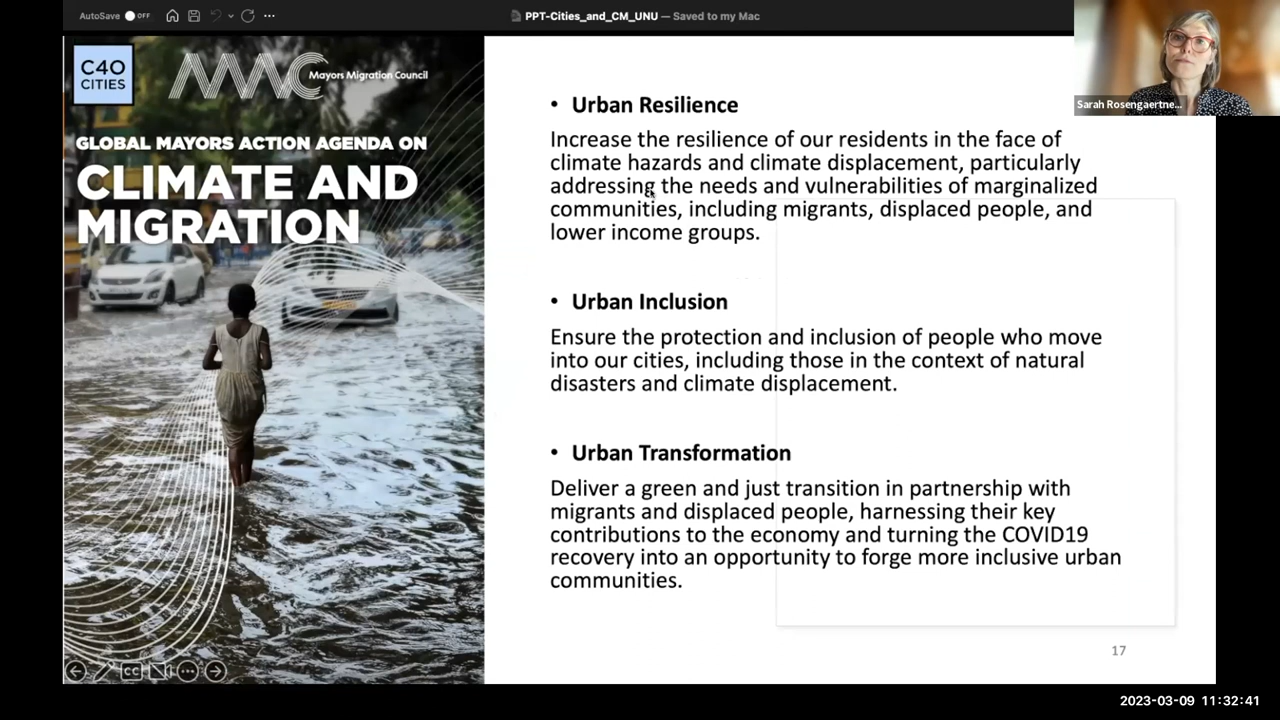 AutoSave OFF
PPT-Cities_and_CM_UNU — Saved to my Mac
C40
CITIES
MMC Mayors Migration Council
GLOBAL MAYORS ACTION AGENDA ON
CLIMATE AND
MIGRATION
• Urban Resilience
Increase the resilience of our residents in the face of
climate hazards and climate displacement, particularly
addressing the needs and vulnerabilities of marginalized
communities, including migrants, displaced people, and
lower income groups.
• Urban Inclusion
Ensure the protection and inclusion of people who move
into our cities, including those in the context of natural
disasters and climate displacement.
• Urban Transformation
Deliver a green and just transition in partnership with
migrants and displaced people, harnessing their key
contributions to the economy and turning the COVID19
recovery into an opportunity to forge more inclusive urban
communities.
17
CC
Sarah Rosengaertne...
2023-03-09 11:32:41